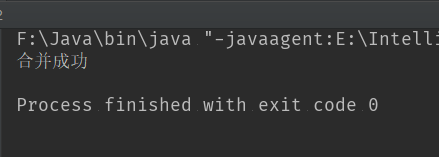 F:\Java\bin\java "-javaagent:E:\Intelli
合并成功
Process finished with exit code 0